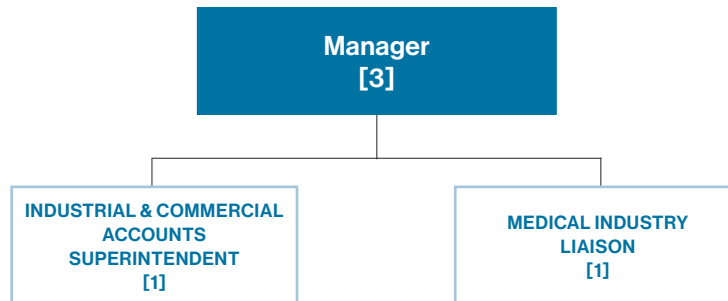 Manager
[3]
INDUSTRIAL & COMMERCIAL
ACCOUNTS
SUPERINTENDENT
[1]
MEDICAL INDUSTRY
LIAISON
[1]